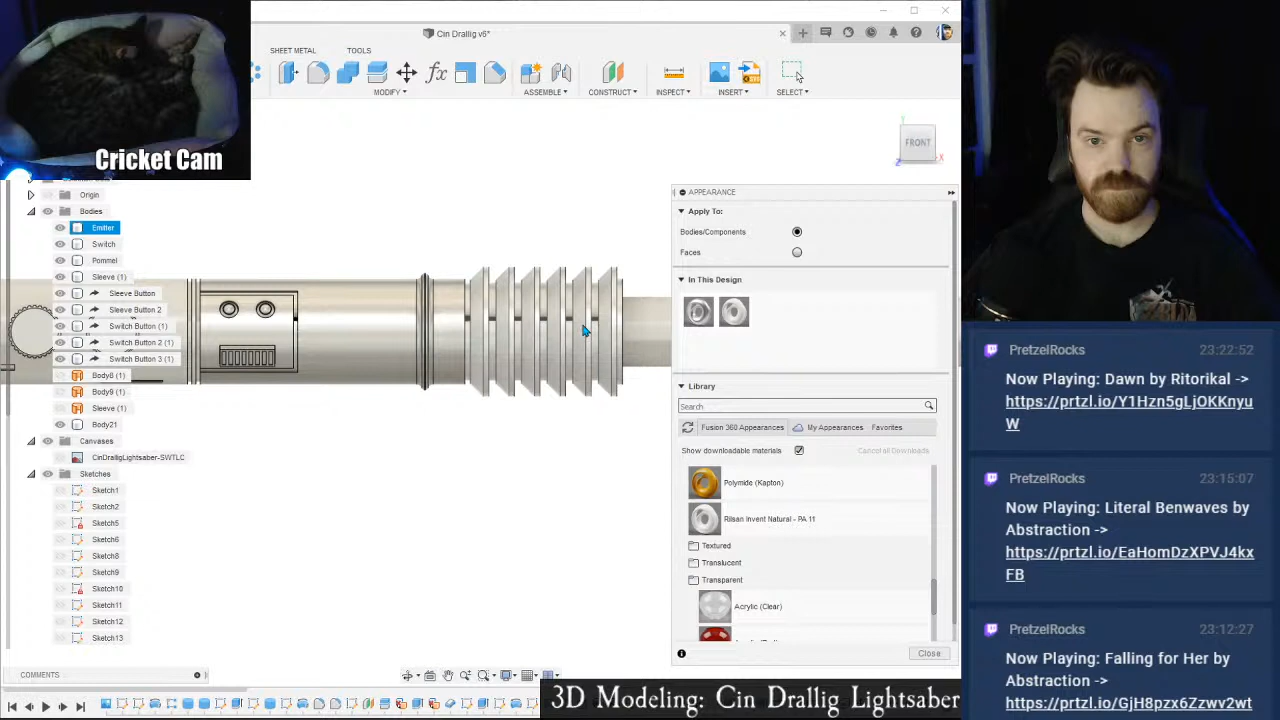 Cricket Cam
Cin Drallig v6*
SHEET METAL
TOOLS
MODIFY
ASSEMBLE
CONSTRUCT
INSPECT
INSERT
SELECT
FRONT
Y
Z
X
Origin
Bodies
Emitter
Switch
Pommel
Sleeve (1)
Sleeve Button
Sleeve Button 2
Switch Button (1)
Switch Button 2 (1)
Switch Button 3 (1)
Body8 (1)
Body9 (1)
Sleeve (1)
Body21
Canvases
CinDralligLightsaber-SWTLC
Sketches
Sketch1
Sketch2
Sketch5
Sketch6
Sketch8
Sketch9
Sketch10
Sketch11
Sketch12
Sketch13
COMMENTS
APPEARANCE
Apply To:
Bodies/Components
Faces
In This Design
Library
Search
Fusion 360 Appearances
My Appearances
Favorites
Show downloadable materials
Cancel all Downloads
Polymide (Kapton)
Rilsan Invent Natural - PA 11
Textured
Translucent
Transparent
Acrylic (Clear)
Close
3D Modeling: Cin Drallig Lightsaber
PretzelRocks 23:22:52
Now Playing: Dawn by Ritorikal ->
https://prtzl.io/Y1Hzn5gLjOKKnyu
W
PretzelRocks 23:15:07
Now Playing: Literal Benwaves by
Abstraction ->
https://prtzl.io/EaHomDzXPVJ4kx
FB
PretzelRocks 23:12:27
Now Playing: Falling for Her by
Abstraction ->
https://prtzl.io/GjH8pzx6Zzwv2wt